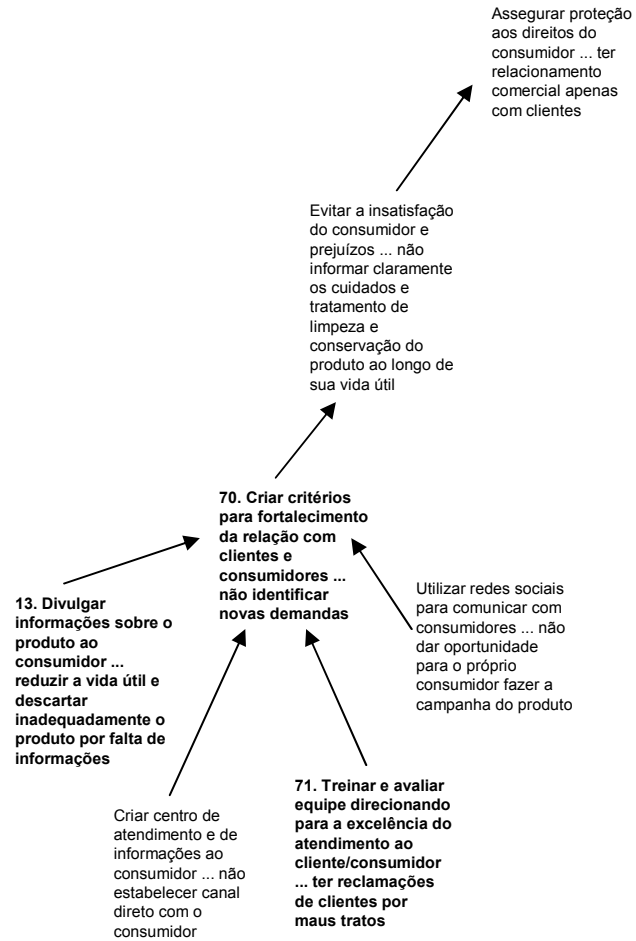 Assegurar proteção
aos direitos do
consumidor ... ter
relacionamento
comercial apenas
com clientes
Evitar a insatisfação
do consumidor e
prejuízos ... não
informar claramente
os cuidados e
tratamento de
limpeza e
conservação do
produto ao longo de
sua vida útil
70. Criar critérios
para fortalecimento
da relação com
clientes e
consumidores ...
não identificar
novas demandas
13. Divulgar
informações sobre o
produto ao
consumidor ...
reduzir a vida útil e
descartar
inadequadamente o
produto por falta de
informações
Utilizar redes sociais
para comunicar com
consumidores ... não
dar oportunidade
para o próprio
consumidor fazer a
campanha do produto
Criar centro de
atendimento e de
informações ao
consumidor ... não
estabelecer canal
direto com o
consumidor
71. Treinar e avaliar
equipe direcionando
para a excelência do
atendimento ao
cliente/consumidor
... ter reclamações
de clientes por
maus tratos